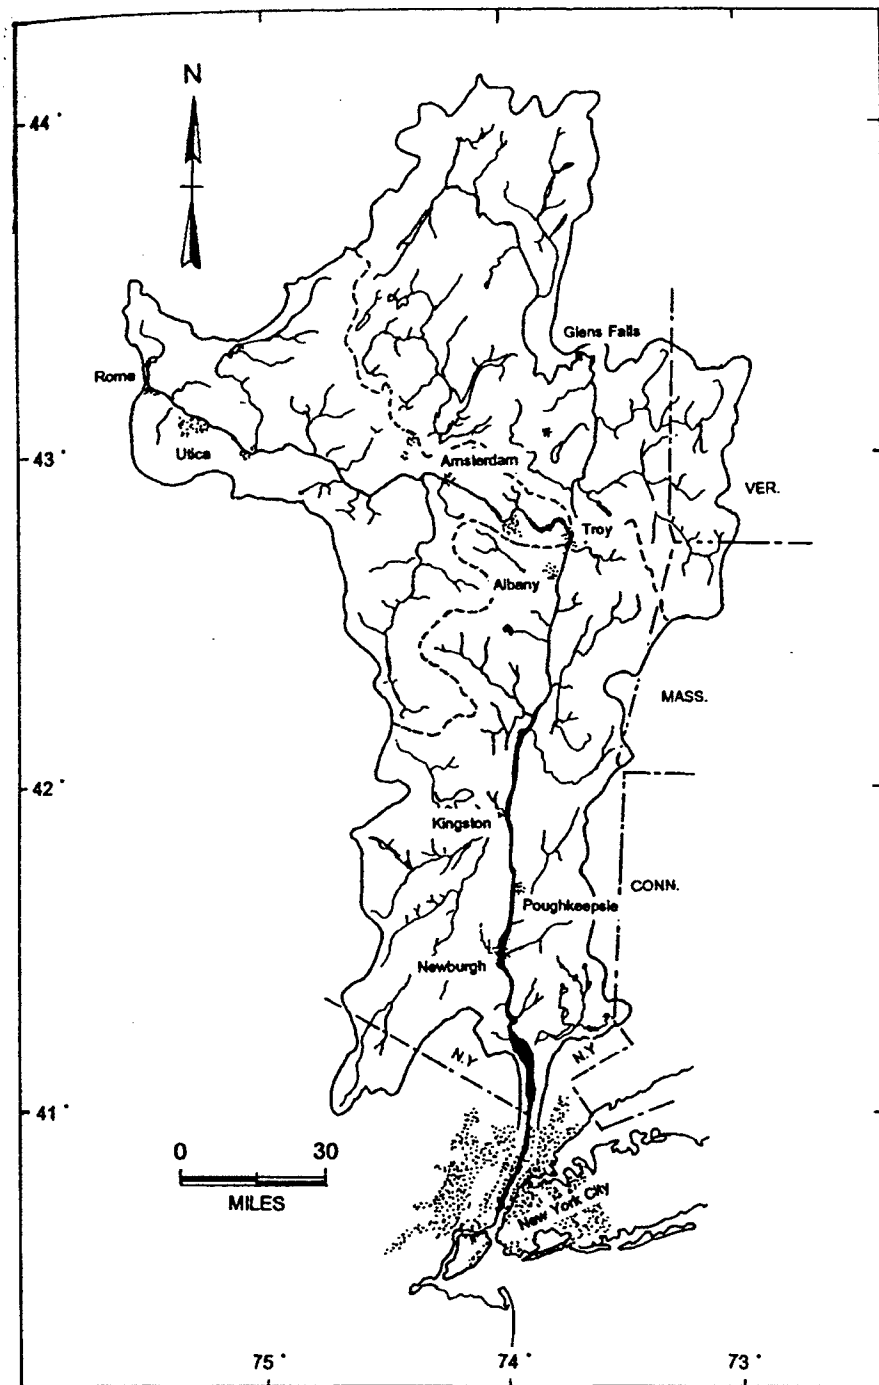 N
44°
Glens Falls
Rome
Utica
43°
Amsterdam
VER.
Troy
Albany
MASS.
42°
Kingston
CONN.
Poughkeepsie
Newburgh
N.Y
N.Y
41°
0 30
MILES
New York City
75° 74° 73°